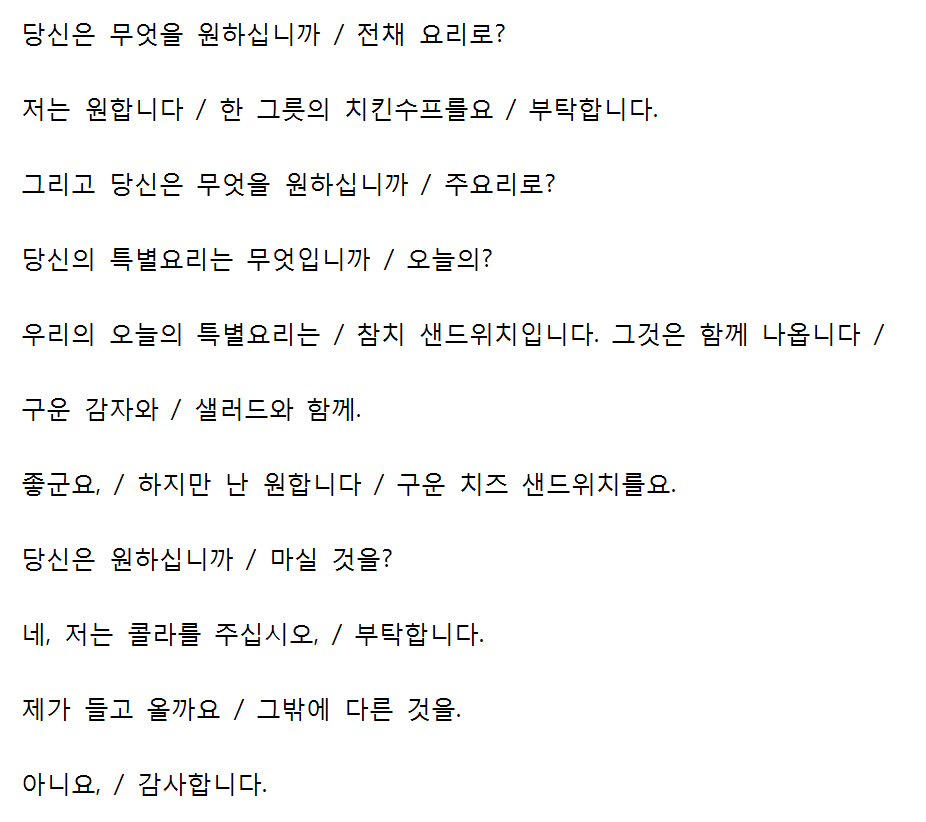 당신은 무엇을 원하십니까 / 전채 요리로?
저는 원합니다 / 한 그릇의 치킨수프를요 / 부탁합니다.
그리고 당신은 무엇을 원하십니까 / 주요리로?
당신의 특별요리는 무엇입니까 / 오늘의?
우리의 오늘의 특별요리는 / 참치 샌드위치입니다. 그것은 함께 나옵니다 /
구운 감자와 / 샐러드와 함께.
좋군요, / 하지만 난 원합니다 / 구운 치즈 샌드위치를요.
당신은 원하십니까 / 마실 것을?
네, 저는 콜라를 주십시오, / 부탁합니다.
제가 들고 올까요 / 그밖에 다른 것을.
아니요, / 감사합니다.